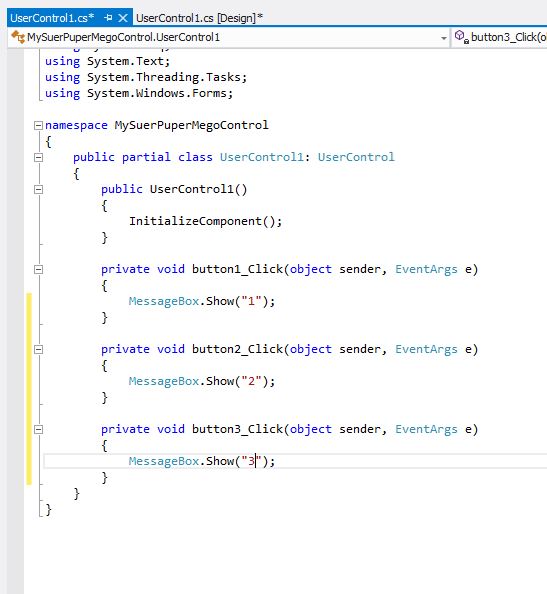 UserControl1.cs*
UserControl1.cs [Design]*
MySuerPuperMegoControl.UserControl1
button3_Click(o
using System.Text;
using System.Threading.Tasks;
using System.Windows.Forms;
namespace MySuerPuperMegoControl
{
public partial class UserControl1: UserControl
{
public UserControl1()
{
InitializeComponent();
}
private void button1_Click(object sender, EventArgs e)
{
MessageBox.Show("1");
}
private void button2_Click(object sender, EventArgs e)
{
MessageBox.Show("2");
}
private void button3_Click(object sender, EventArgs e)
{
MessageBox.Show("3");
}
}
}